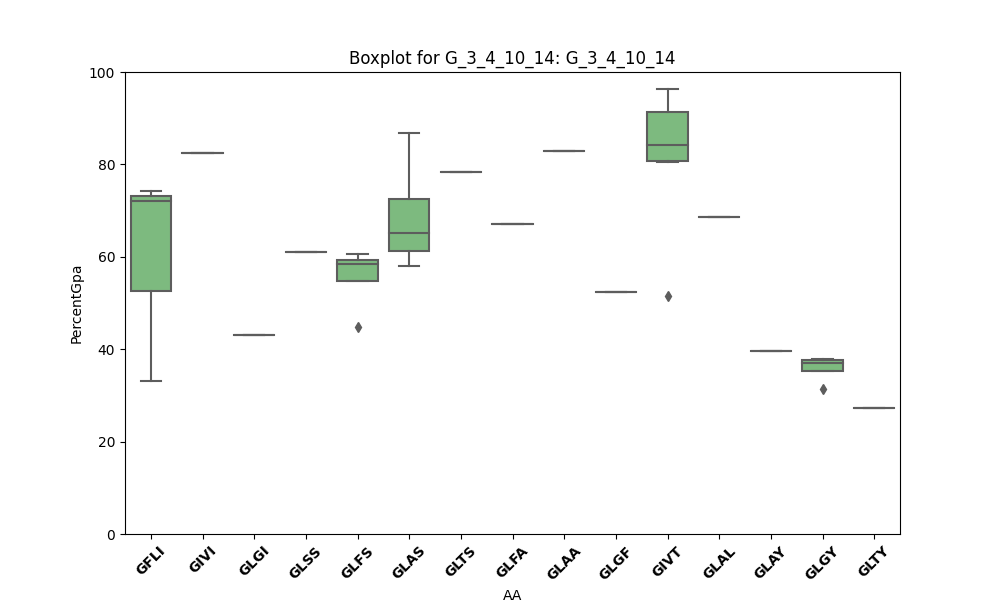 Boxplot for G_3_4_10_14: G_3_4_10_14
PercentGpa
100
80
60
40
20
0
GFLI GIVI GLGI GLSS GLFS GLAS GLTS GLFA GLAA GLGF GIVT GLAL GLAY GLGY GLTY
AA